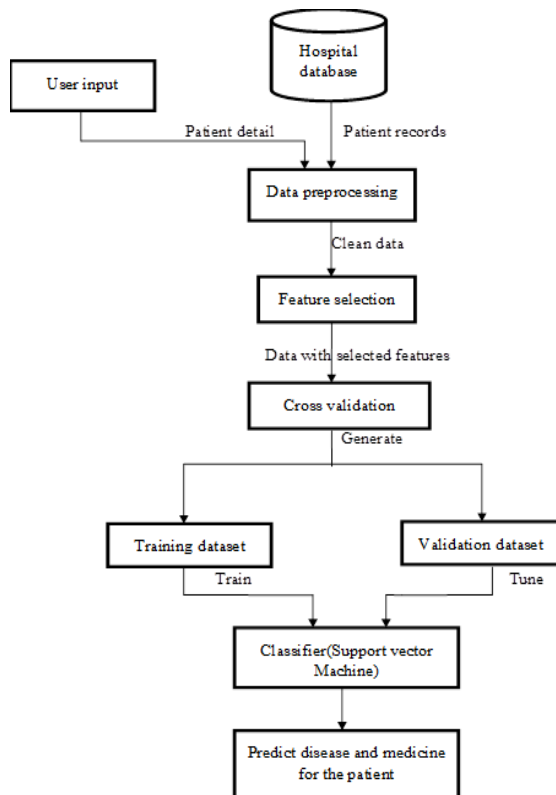 Hospital
database
User input
Patient detail
Patient records
Data preprocessing
Clean data
Feature selection
Data with selected features
Cross validation
Generate
Training dataset
Validation dataset
Train
Tune
Classifier(Support vector
Machine)
Predict disease and medicine
for the patient